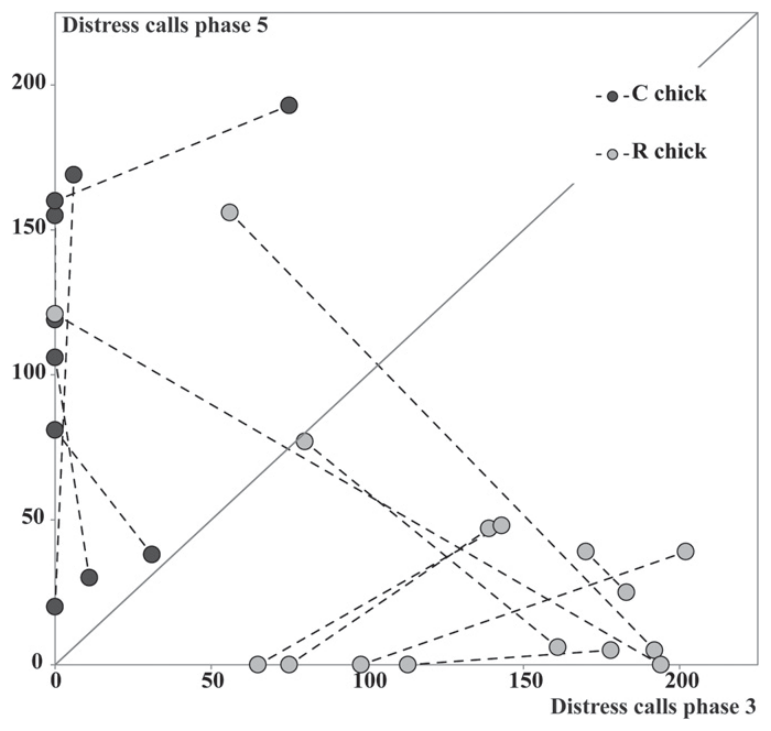 Distress calls phase 5
200
C chick
R chick
150
100
50
0
0 50 100 150 200
Distress calls phase 3